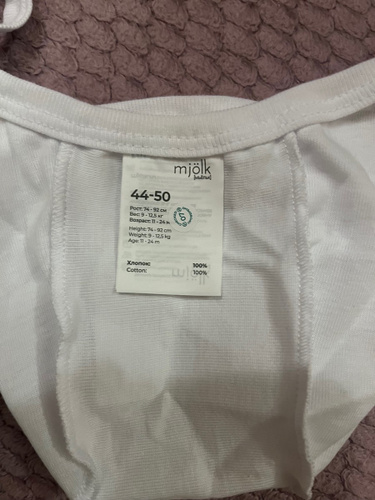 mjölk
44-50
Рост: 74 - 92 см
Вес: 9 - 12,5 кг
Возраст: 11 - 24 м.
Height: 74 - 92 cm
Weight: 9 - 12,5 kg
Age: 11 - 24 m
Хлопок: 100%
Cotton: 100%